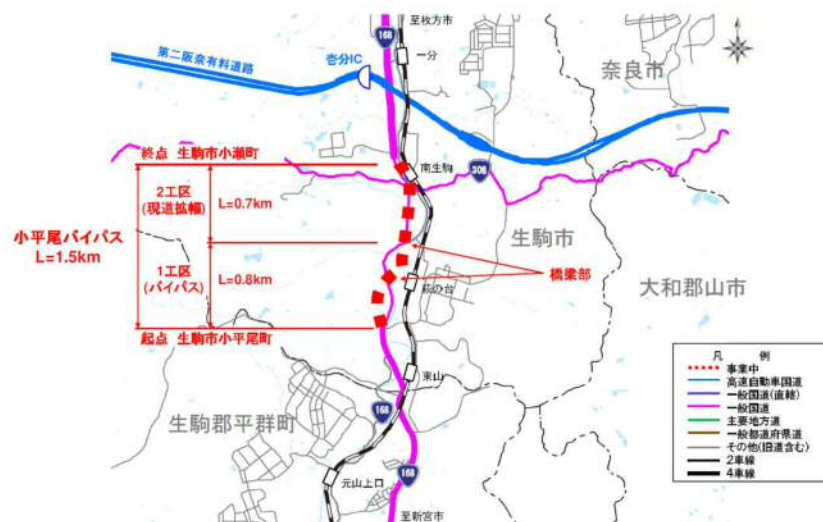 至枚方市
168
一分
第二阪奈有料道路
壱分IC
奈良市
終点 生駒市小瀬町
南生駒
308
2工区
(現道拡幅)
L=0.7km
小平尾バイパス
L=1.5km
生駒市
橋梁部
1工区
(バイパス)
L=0.8km
萩の台
大和郡山市
起点 生駒市小平尾町
東山
168
生駒郡平群町
168
元山上口
至新宮市
凡 例
事業中
高速自動車国道
一般国道(直轄)
一般国道
主要地方道
一般都道府県道
その他(旧道含む)
2車線
4車線